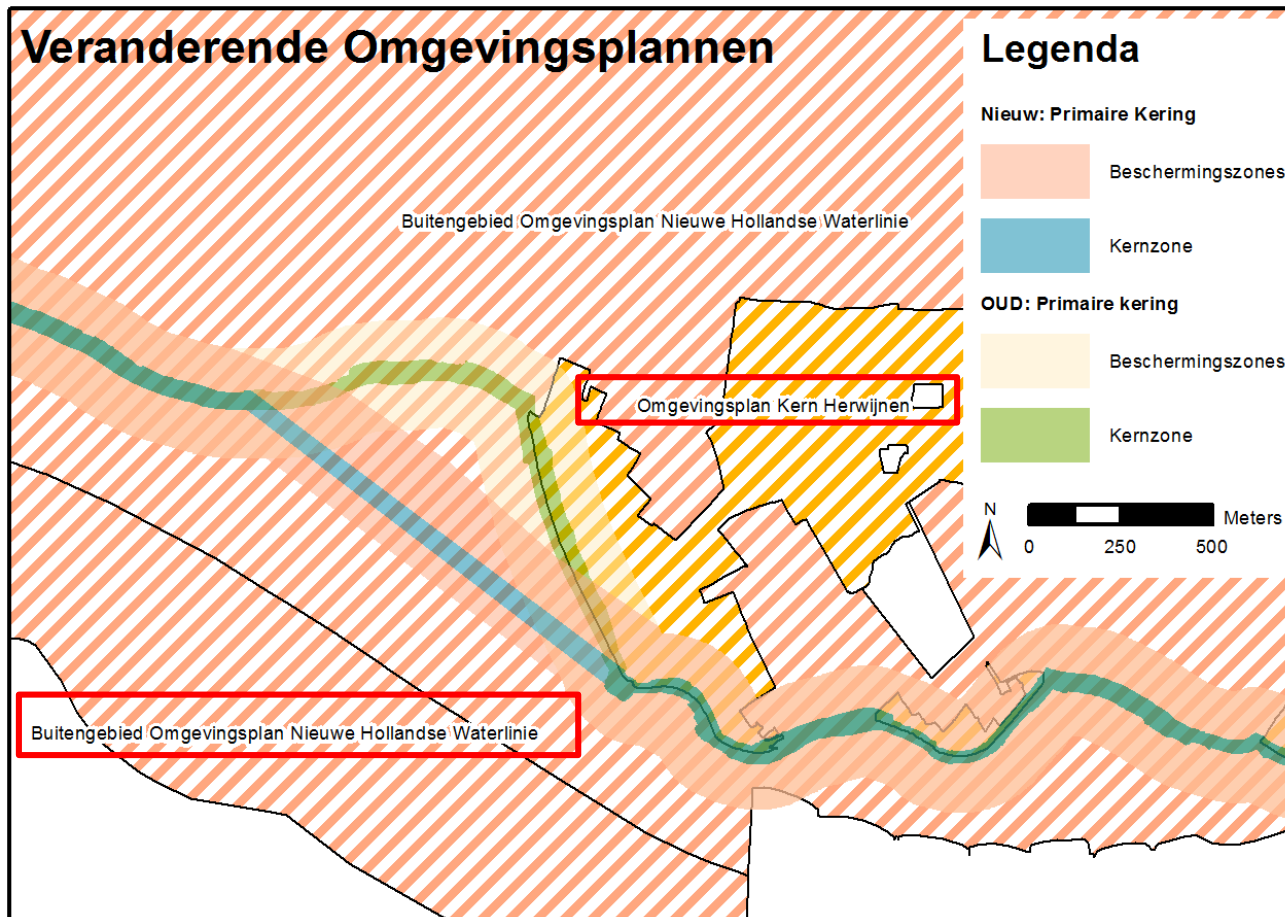 Veranderende Omgevingsplannen
Buitengebied Omgevingsplan Nieuwe Hollandse Waterlinie
Omgevingsplan Kern Herwijnen
Buitengebied Omgevingsplan Nieuwe Hollandse Waterlinie
Legenda
Nieuw: Primaire Kering
Beschermingszones
Kernzone
OUD: Primaire kering
Beschermingszones
Kernzone
N
Meters
0 250 500